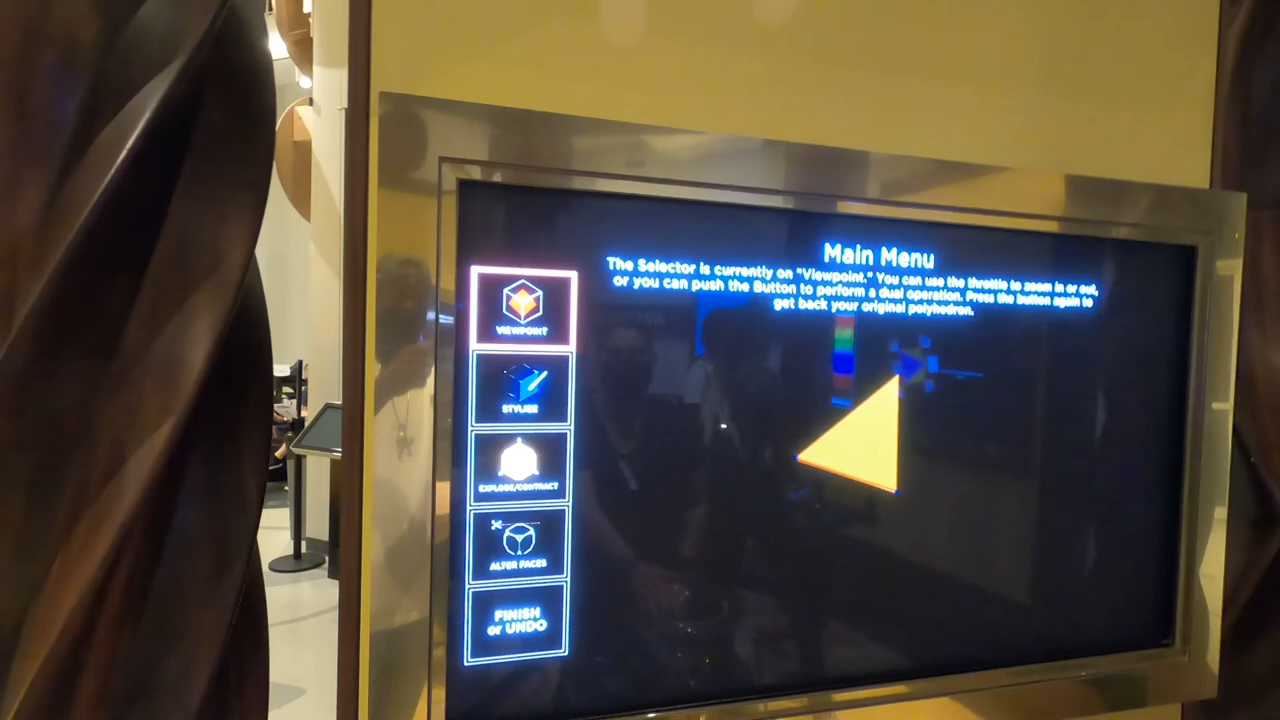 Main Menu
The Selector is currently on "Viewpoint." You can use the throttle to zoom in or out,
or you can push the Button to perform a dual operation. Press the button again to
get back your original polyhedron.
VIEWPOINT
STYLIZE
EXPLODE/CONTRACT
ALTER FACES
FINISH
or UNDO